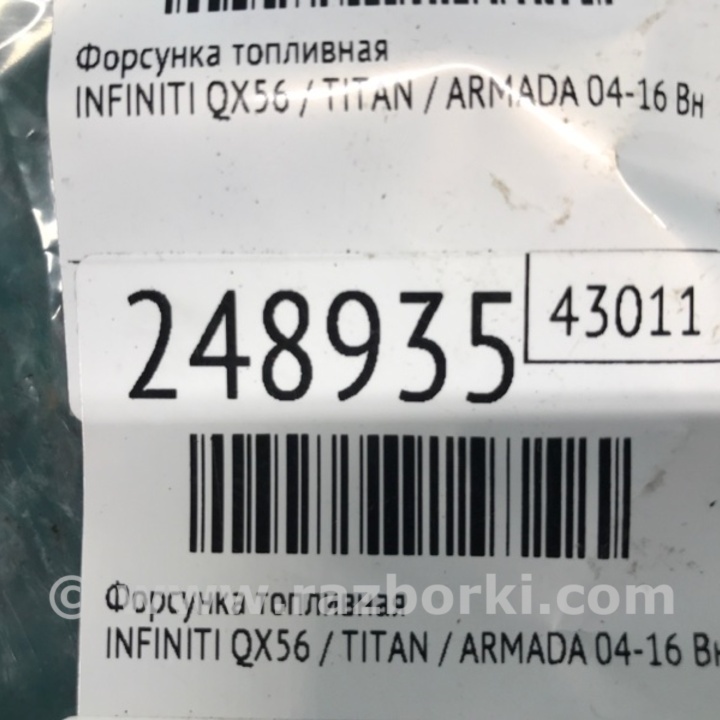 Форсунка топливная
INFINITI QX56 / TITAN / ARMADA 04-16 Вн
248935
43011
© www.razborki.com
Форсунка топливная
INFINITI QX56 / TITAN / ARMADA 04-16 Вн